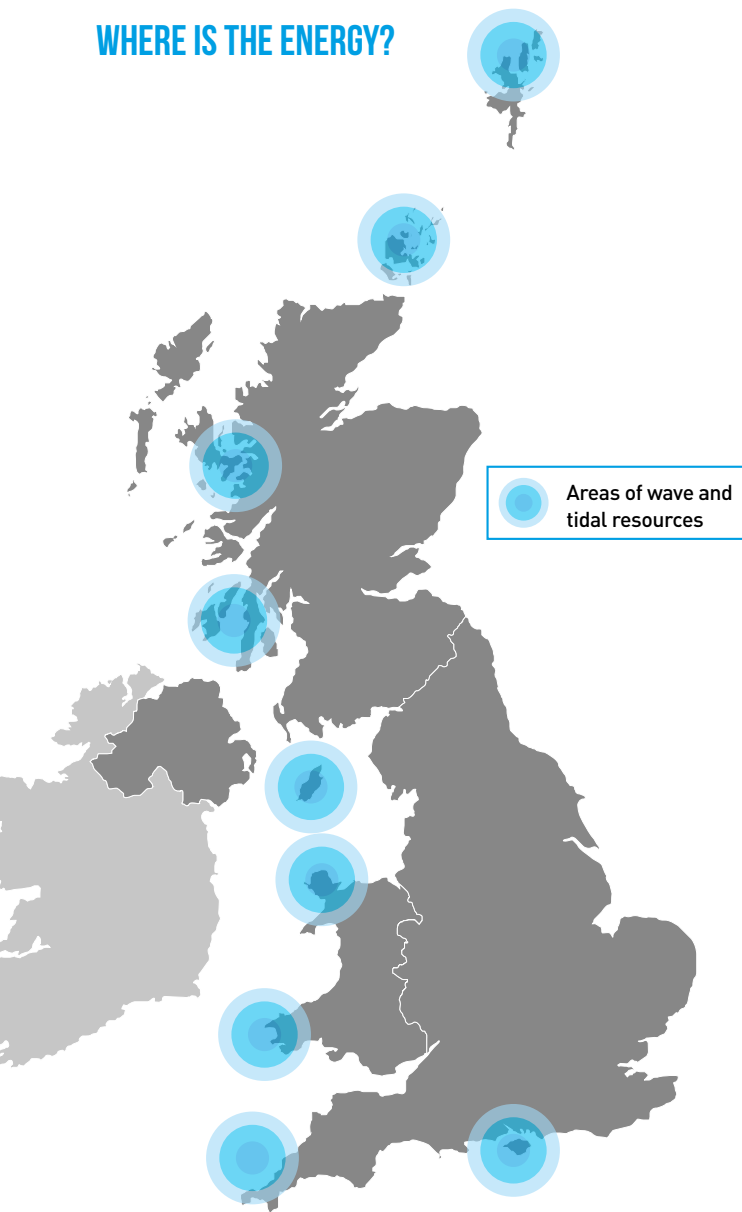 WHERE IS THE ENERGY?
Areas of wave and
tidal resources